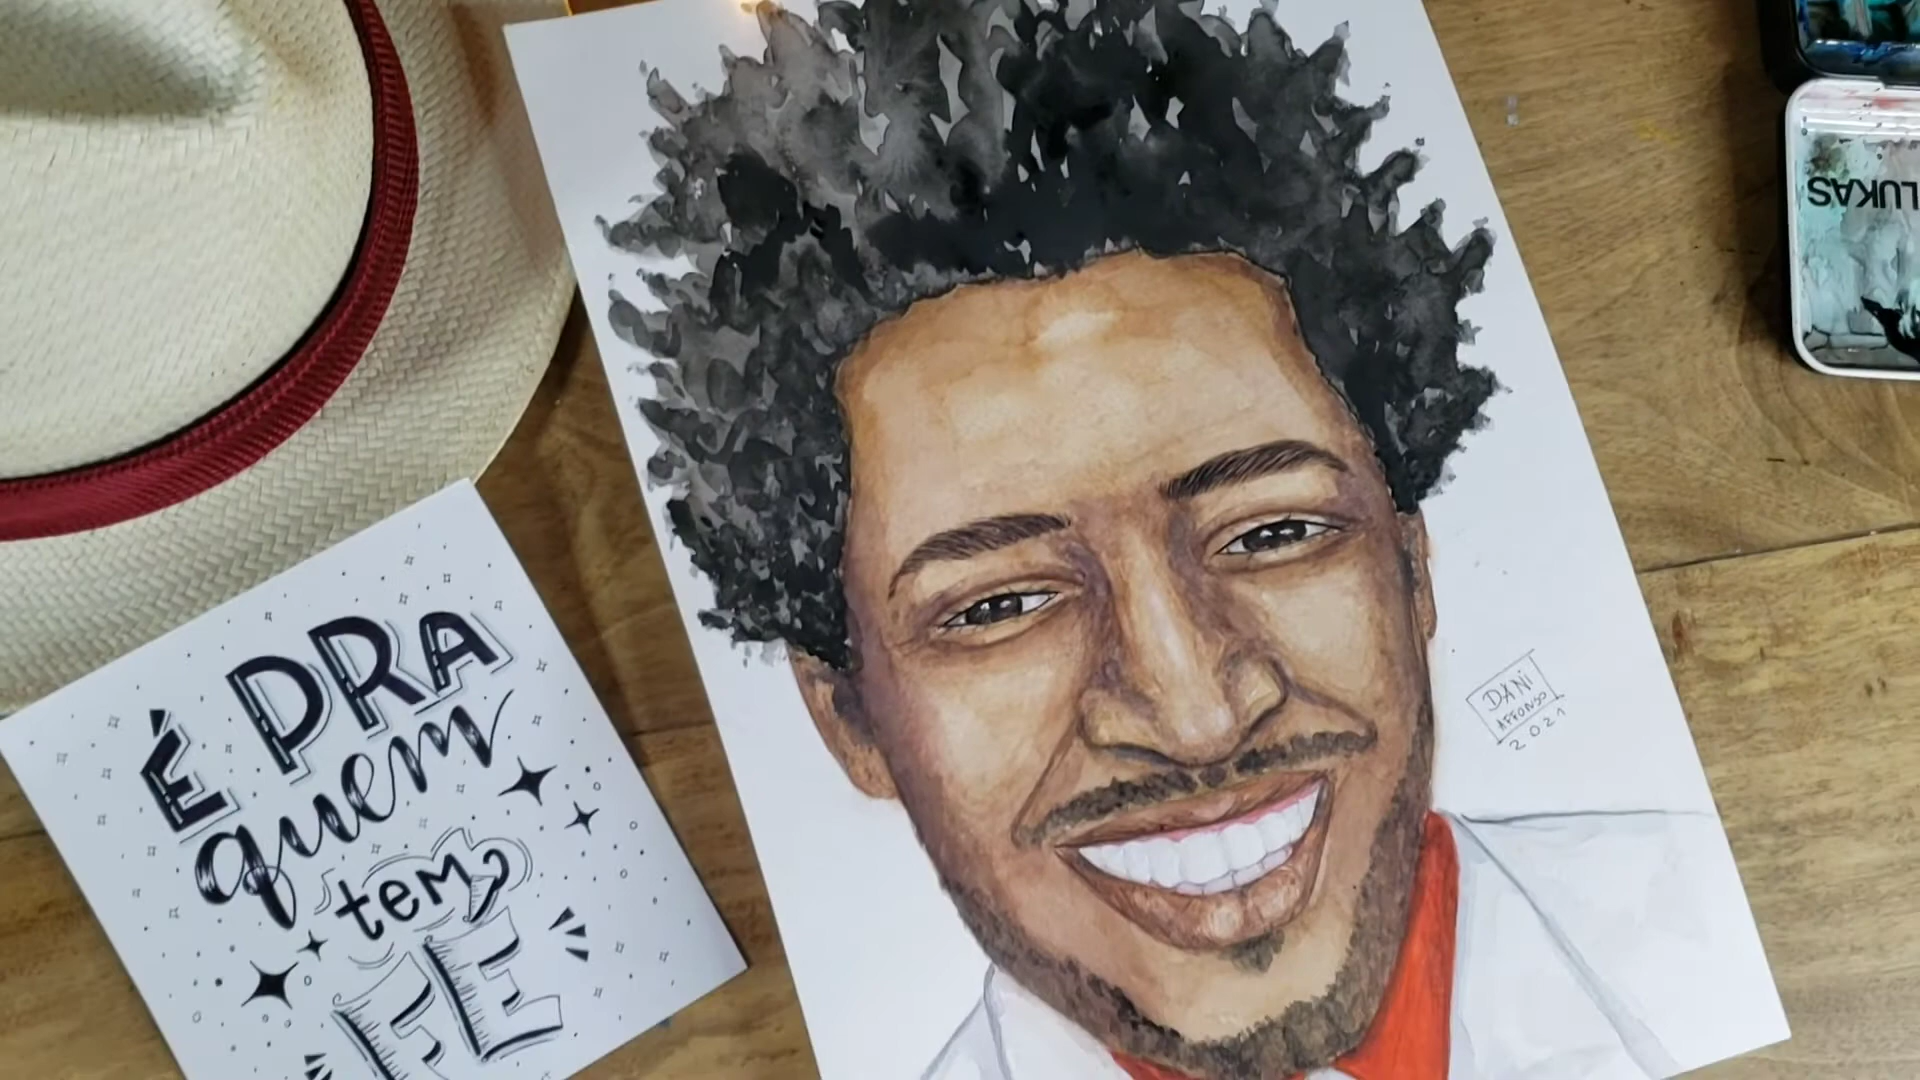 É PRA
quem
tem
FÉ
DANI
AFFONSO
2021
LUKAS